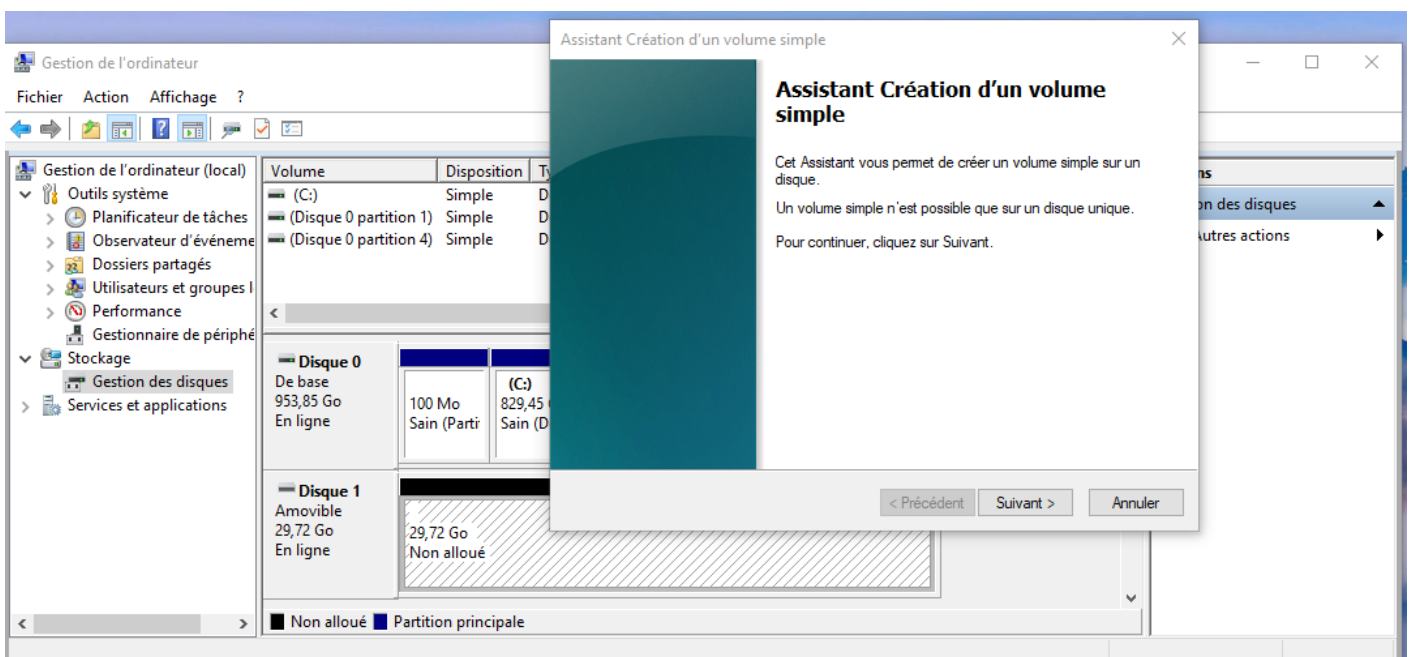 Assistant Création d'un volume simple
Gestion de l'ordinateur
Fichier Action Affichage ?
Assistant Création d'un volume
simple
Cet Assistant vous permet de créer un volume simple sur un
disque.
Un volume simple n'est possible que sur un disque unique.
Pour continuer, cliquez sur Suivant.
< Précédent Suivant > Annuler
Gestion de l'ordinateur (local)
Outils système
Planificateur de tâches
Observateur d'événeme
Dossiers partagés
Utilisateurs et groupes l
Performance
Gestionnaire de périphé
Stockage
Gestion des disques
Services et applications
Volume Disposition Ty
(C:) Simple D
(Disque 0 partition 1) Simple D
(Disque 0 partition 4) Simple D
Disque 0
De base
953,85 Go
En ligne
100 Mo
Sain (Parti
(C:)
829,45
Sain (D
Disque 1
Amovible
29,72 Go
En ligne
29,72 Go
Non alloué
Non alloué Partition principale
ns
on des disques
utres actions